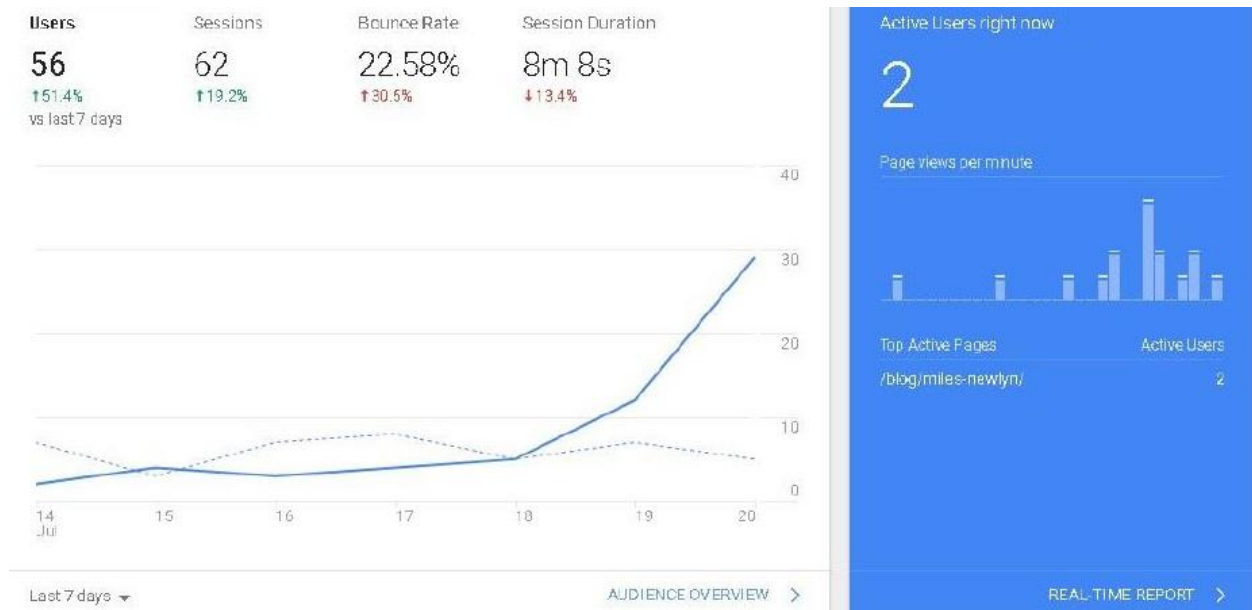 Users
56
↑51.4%
vs last 7 days
Sessions
62
↑19.2%
Bounce Rate
22.58%
↑30.5%
Session Duration
8m 8s
↓13.4%
40
30
20
10
0
14 15 16 17 18 19 20
Jul
Last 7 days
AUDIENCE OVERVIEW
Active Users right now
2
Page views per minute
Top Active Pages Active Users
/blog/miles-newlyn/ 2
REAL-TIME REPORT